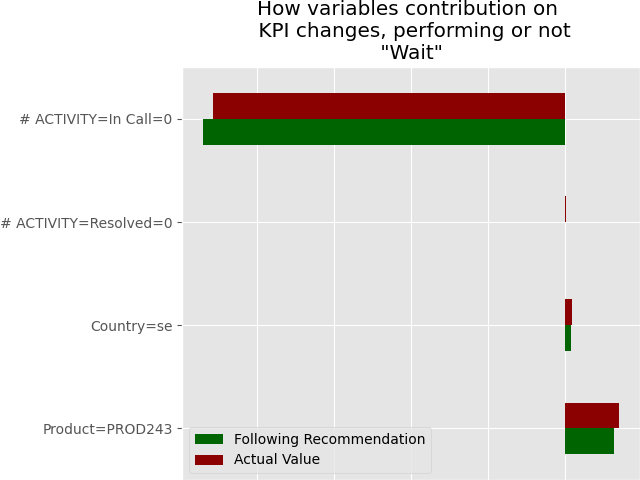 How variables contribution on
KPI changes, performing or not
"Wait"
# ACTIVITY=In Call=0
# ACTIVITY=Resolved=0
Country=se
Product=PROD243
Following Recommendation
Actual Value